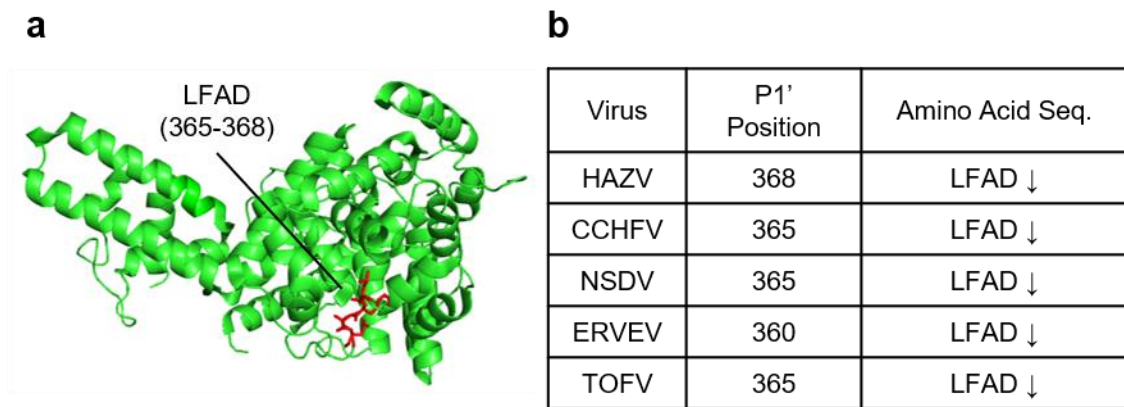 a
LFAD
(365-368)
b
Virus P1' Position Amino Acid Seq.
HAZV 368 LFAD ↓
CCHFV 365 LFAD ↓
NSDV 365 LFAD ↓
ERVEV 360 LFAD ↓
TOFV 365 LFAD ↓